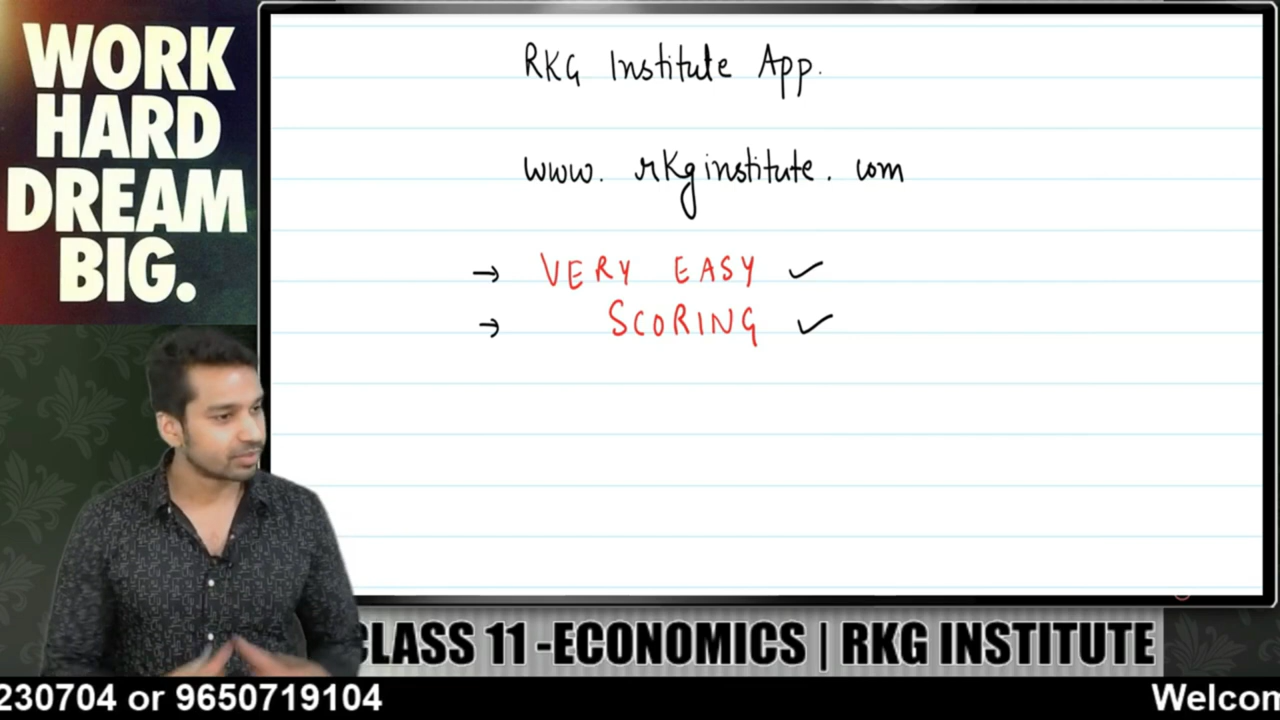 WORK
HARD
DREAM
BIG.
RKG Institute App.
www. rkginstitute. com
→ VERY EASY ✓
→ SCORING ✓
CLASS 11 -ECONOMICS | RKG INSTITUTE
230704 or 9650719104
Welcom